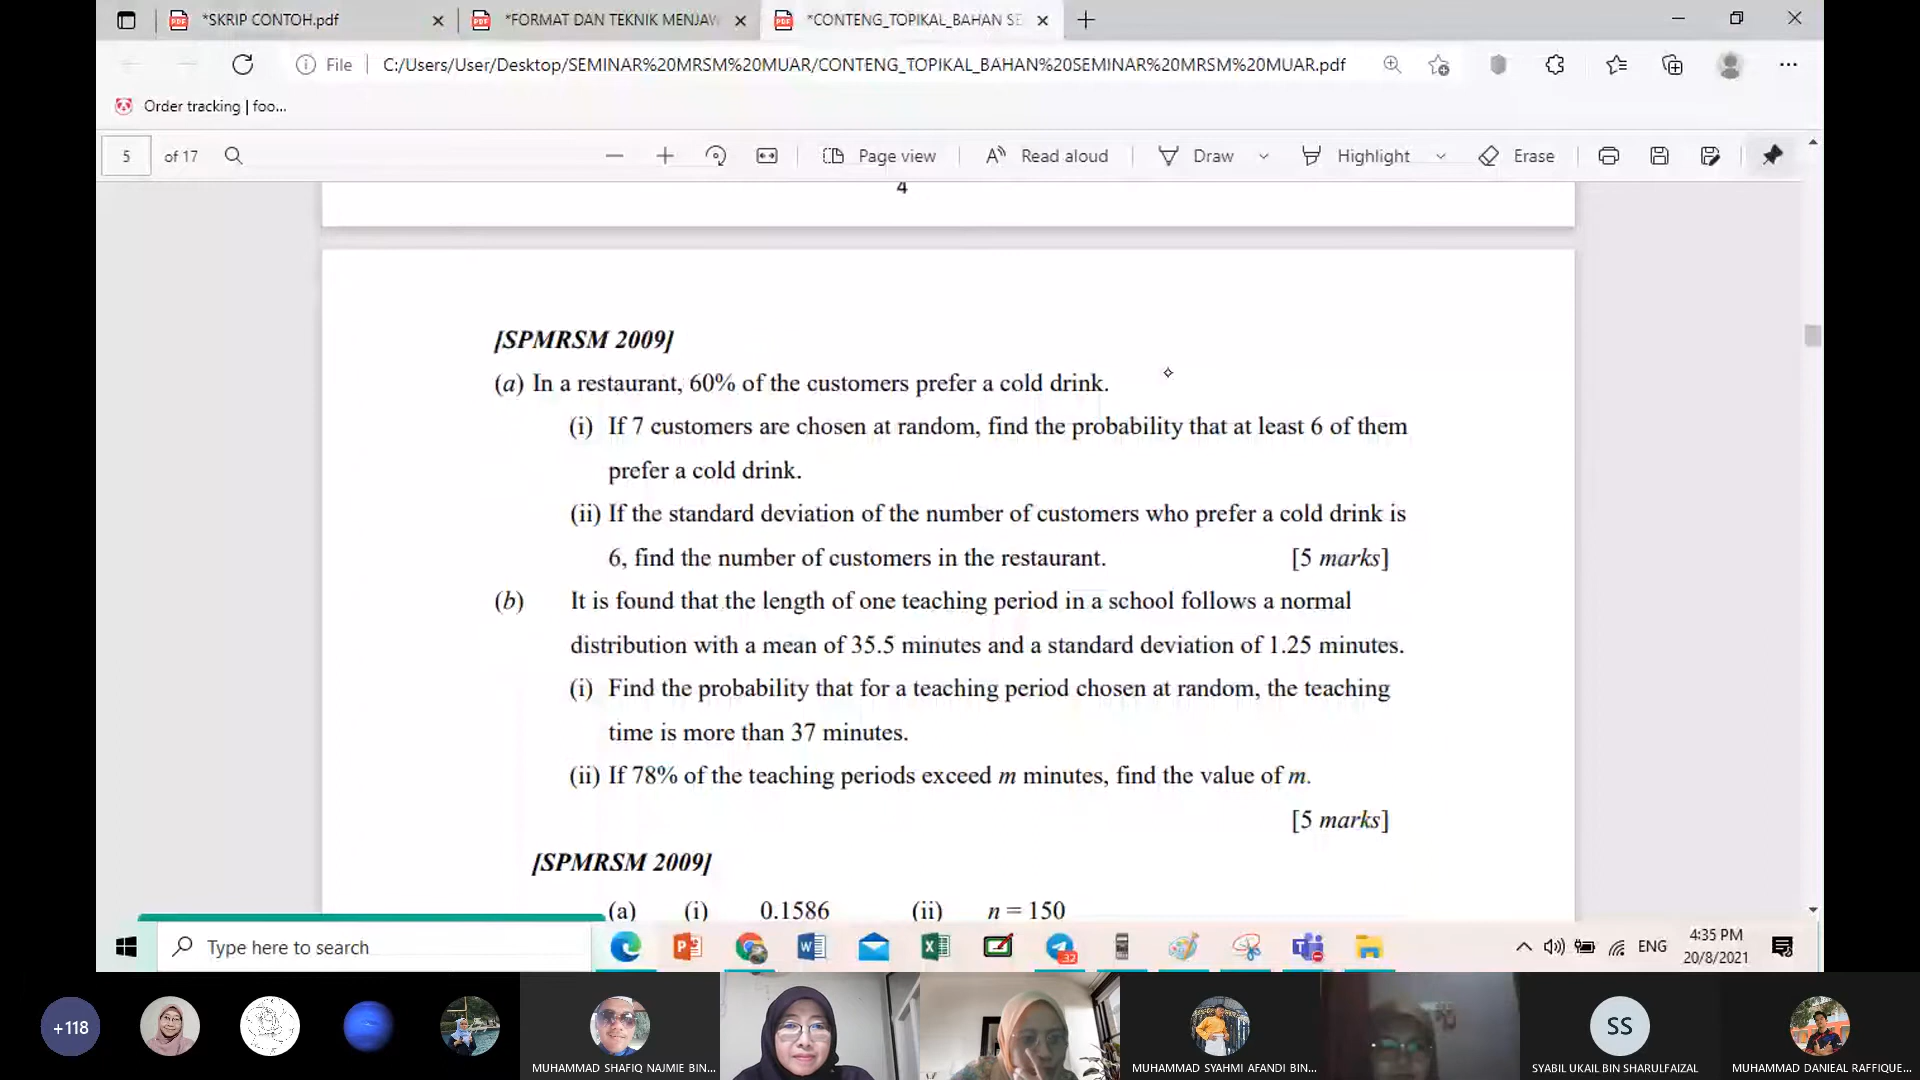 *SKRIP CONTOH.pdf
*FORMAT DAN TEKNIK MENJAW
*CONTENG_TOPIKAL_BAHAN SE
File
C:/Users/User/Desktop/SEMINAR%20MRSM%20MUAR/CONTENG_TOPIKAL_BAHAN%20SEMINAR%20MRSM%20MUAR.pdf
Order tracking | foo...
5 of 17
Page view
Read aloud
Draw
Highlight
Erase
4
[SPMRSM 2009]
(a) In a restaurant, 60% of the customers prefer a cold drink.
(i) If 7 customers are chosen at random, find the probability that at least 6 of them
prefer a cold drink.
(ii) If the standard deviation of the number of customers who prefer a cold drink is
6, find the number of customers in the restaurant. [5 marks]
(b) It is found that the length of one teaching period in a school follows a normal
distribution with a mean of 35.5 minutes and a standard deviation of 1.25 minutes.
(i) Find the probability that for a teaching period chosen at random, the teaching
time is more than 37 minutes.
(ii) If 78% of the teaching periods exceed m minutes, find the value of m.
[5 marks]
[SPMRSM 2009]
(a) (i) 0.1586 (ii) n = 150
Type here to search
32
ENG
4:35 PM
20/8/2021
+118
MUHAMMAD SHAFIQ NAJMIE BIN...
MUHAMMAD SYAHMI AFANDI BIN...
SS
SYABIL UKAIL BIN SHARULFAIZAL
MUHAMMAD DANIEAL RAFFIQUE...